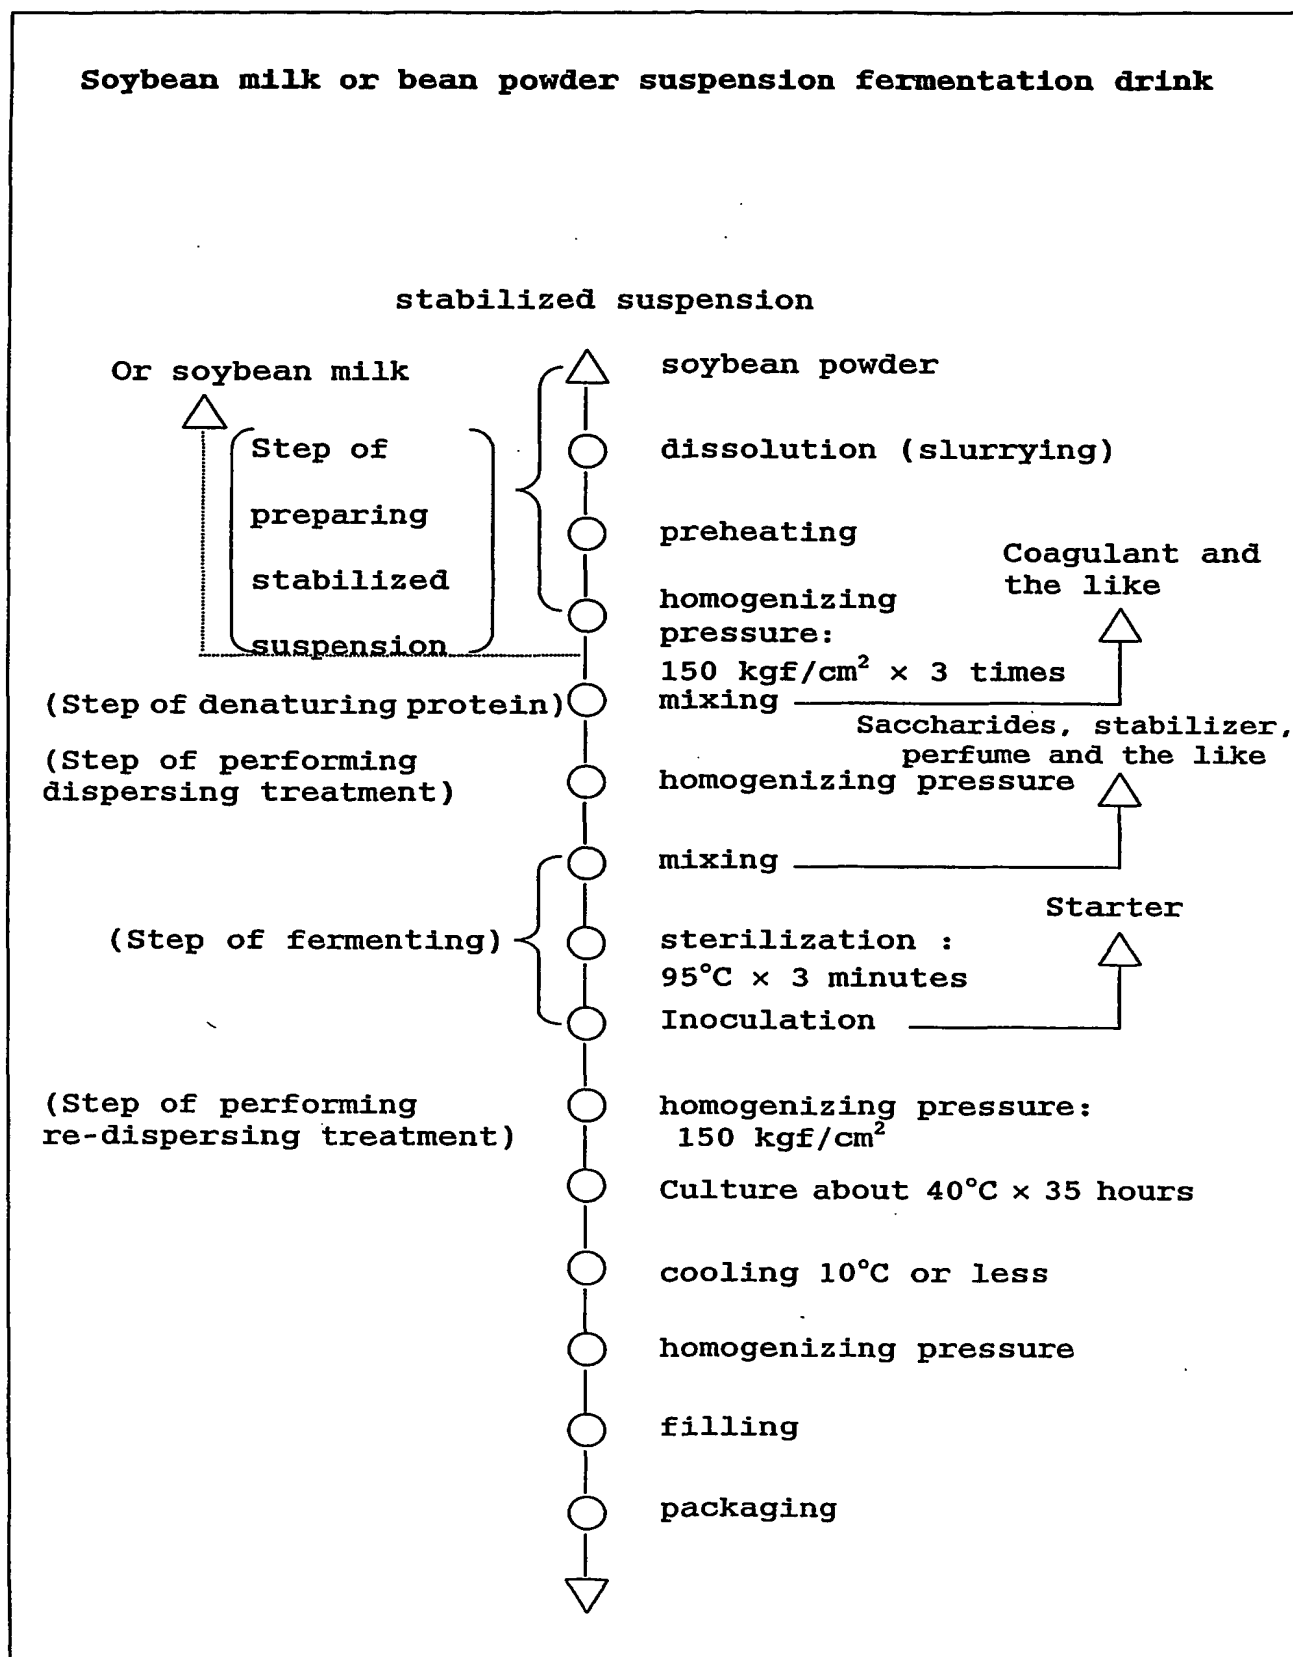 Soybean milk or bean powder suspension fermentation drink
stabilized suspension
Or soybean milk
soybean powder
Step of
preparing
stabilized
suspension
dissolution (slurrying)
preheating
homogenizing
pressure:
150 kgf/cm² × 3 times
Coagulant and
the like
(Step of denaturing protein)
mixing
Saccharides, stabilizer,
perfume and the like
(Step of performing
dispersing treatment)
homogenizing pressure
mixing
Starter
(Step of fermenting)
sterilization :
95°C × 3 minutes
Inoculation
(Step of performing
re-dispersing treatment)
homogenizing pressure:
150 kgf/cm²
Culture about 40°C × 35 hours
cooling 10°C or less
homogenizing pressure
filling
packaging